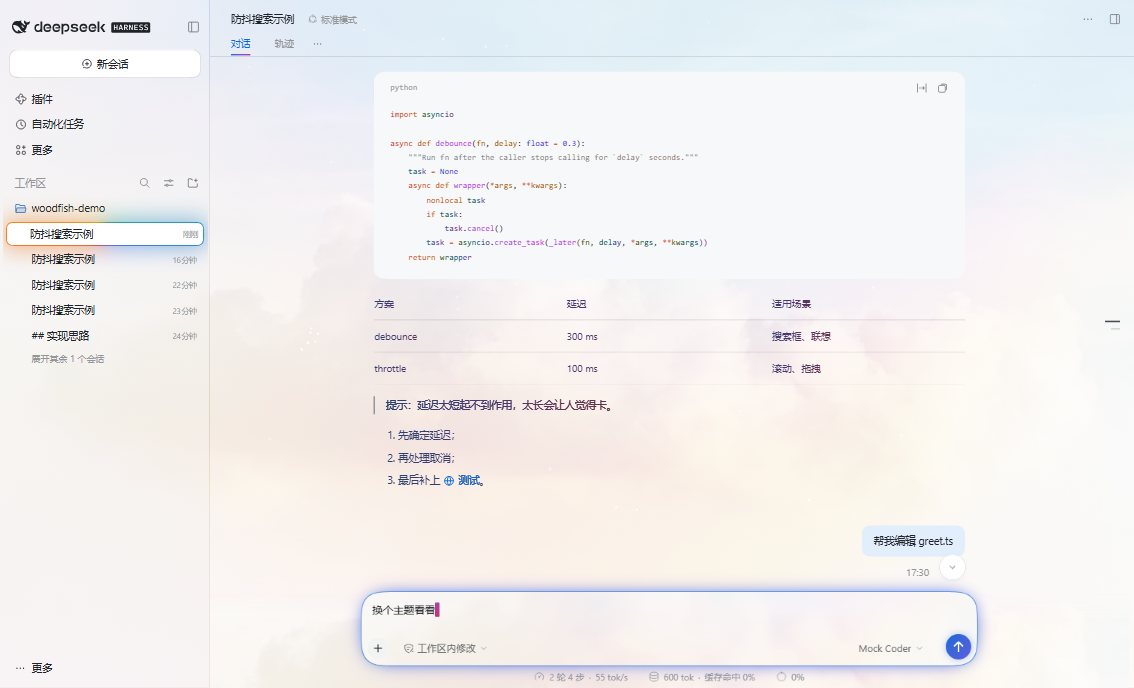 deepseek HARNESS
新会话
插件
自动化任务
更多
工作区
woodfish-demo
防抖搜索示例 刚刚
防抖搜索示例 16分钟
防抖搜索示例 22分钟
防抖搜索示例 23分钟
## 实现思路 24分钟
展开其余 1 个会话
... 更多
防抖搜索示例 标准模式
对话 轨迹 ...
python
import asyncio
async def debounce(fn, delay: float = 0.3):
"""Run fn after the caller stops calling for `delay` seconds."""
task = None
async def wrapper(*args, **kwargs):
nonlocal task
if task:
task.cancel()
task = asyncio.create_task(_later(fn, delay, *args, **kwargs))
return wrapper
方案 延迟 适用场景
debounce 300 ms 搜索框、联想
throttle 100 ms 滚动、拖拽
提示：延迟太短起不到作用，太长会让人觉得卡。
1. 先确定延迟；
2. 再处理取消；
3. 最后补上 测试。
帮我编辑 greet.ts
17:30
换个主题看看
+ 工作区内修改 Mock Coder
2 轮 4 步 · 55 tok/s 600 tok · 缓存命中 0% 0%